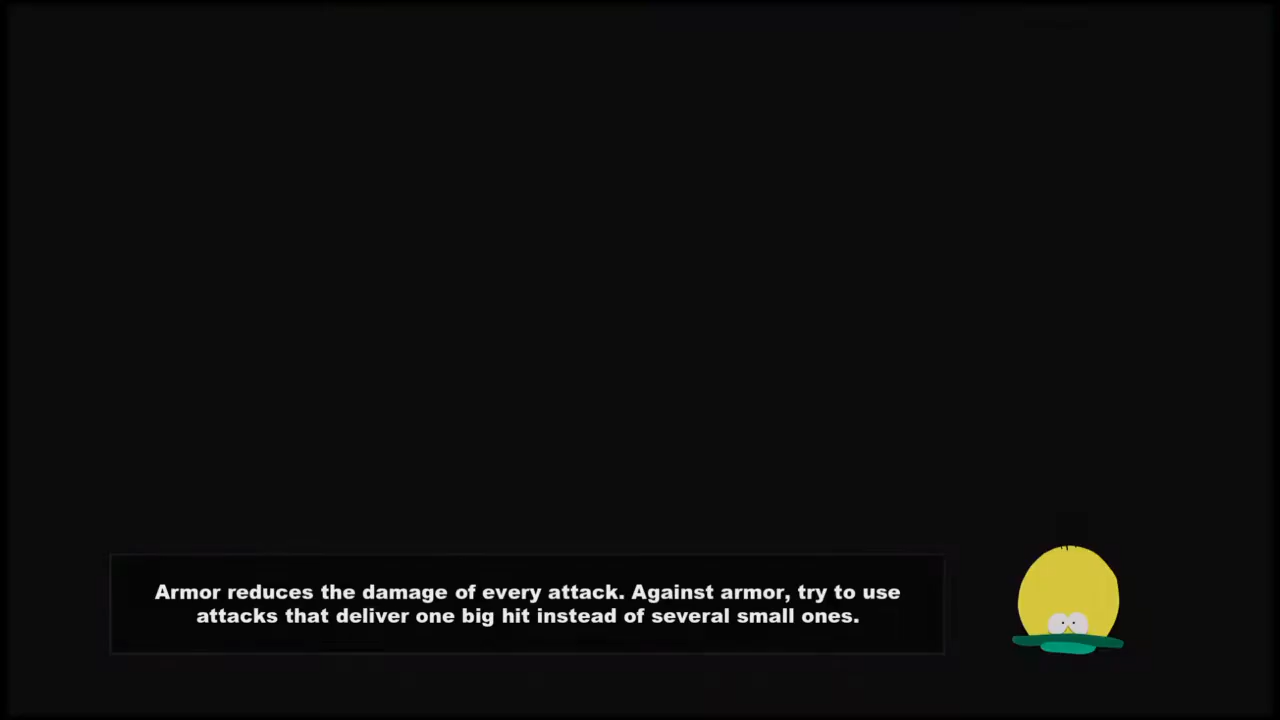 Armor reduces the damage of every attack. Against armor, try to use
attacks that deliver one big hit instead of several small ones.